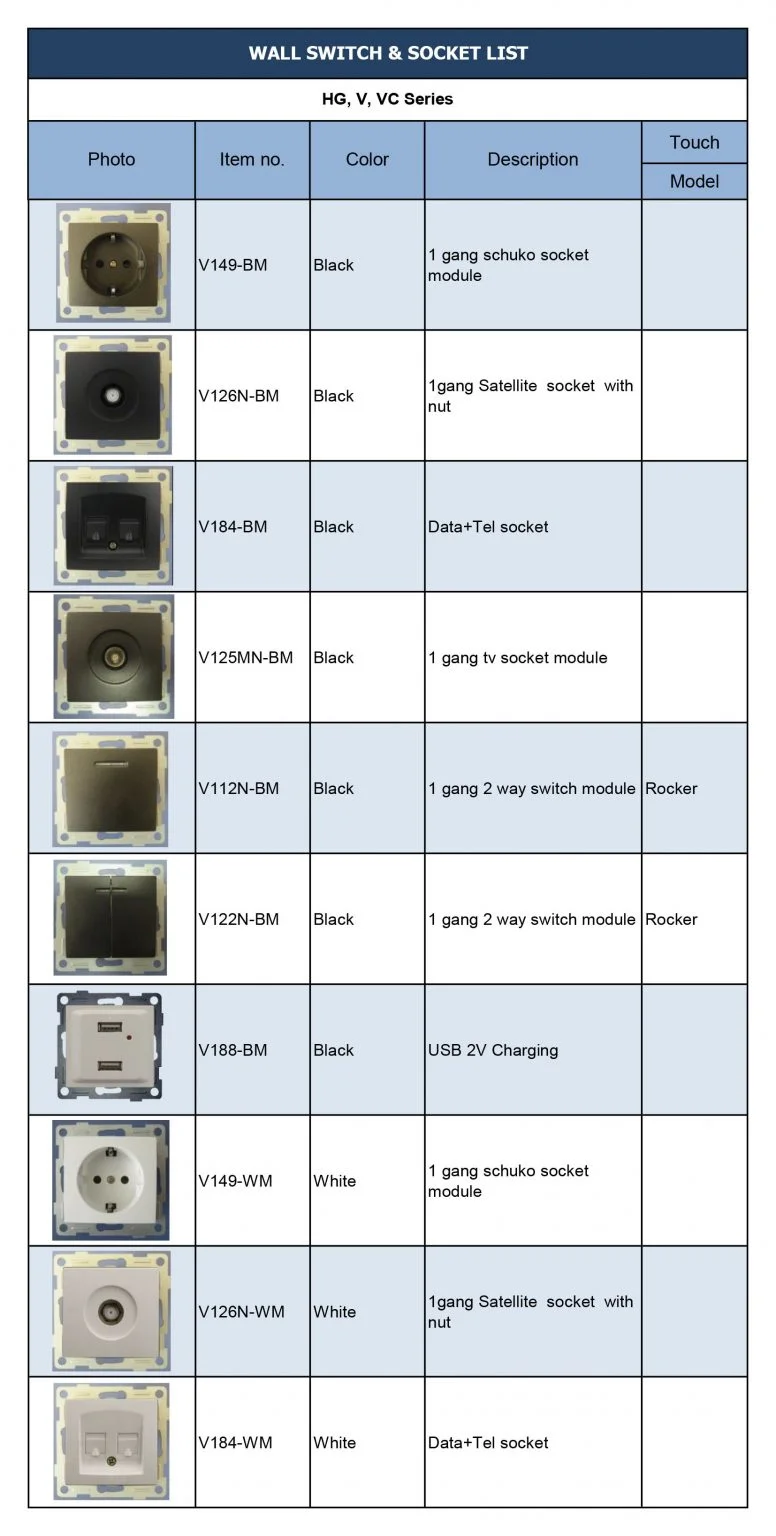 WALL SWITCH & SOCKET LIST
HG, V, VC Series
Photo
Item no.
Color
Description
Touch
Model
V149-BM
Black
1 gang schuko socket
module
V126N-BM
Black
1gang Satellite socket with
nut
V184-BM
Black
Data+Tel socket
V125MN-BM
Black
1 gang tv socket module
V112N-BM
Black
1 gang 2 way switch module
Rocker
V122N-BM
Black
1 gang 2 way switch module
Rocker
V188-BM
Black
USB 2V Charging
V149-WM
White
1 gang schuko socket
module
V126N-WM
White
1gang Satellite socket with
nut
V184-WM
White
Data+Tel socket